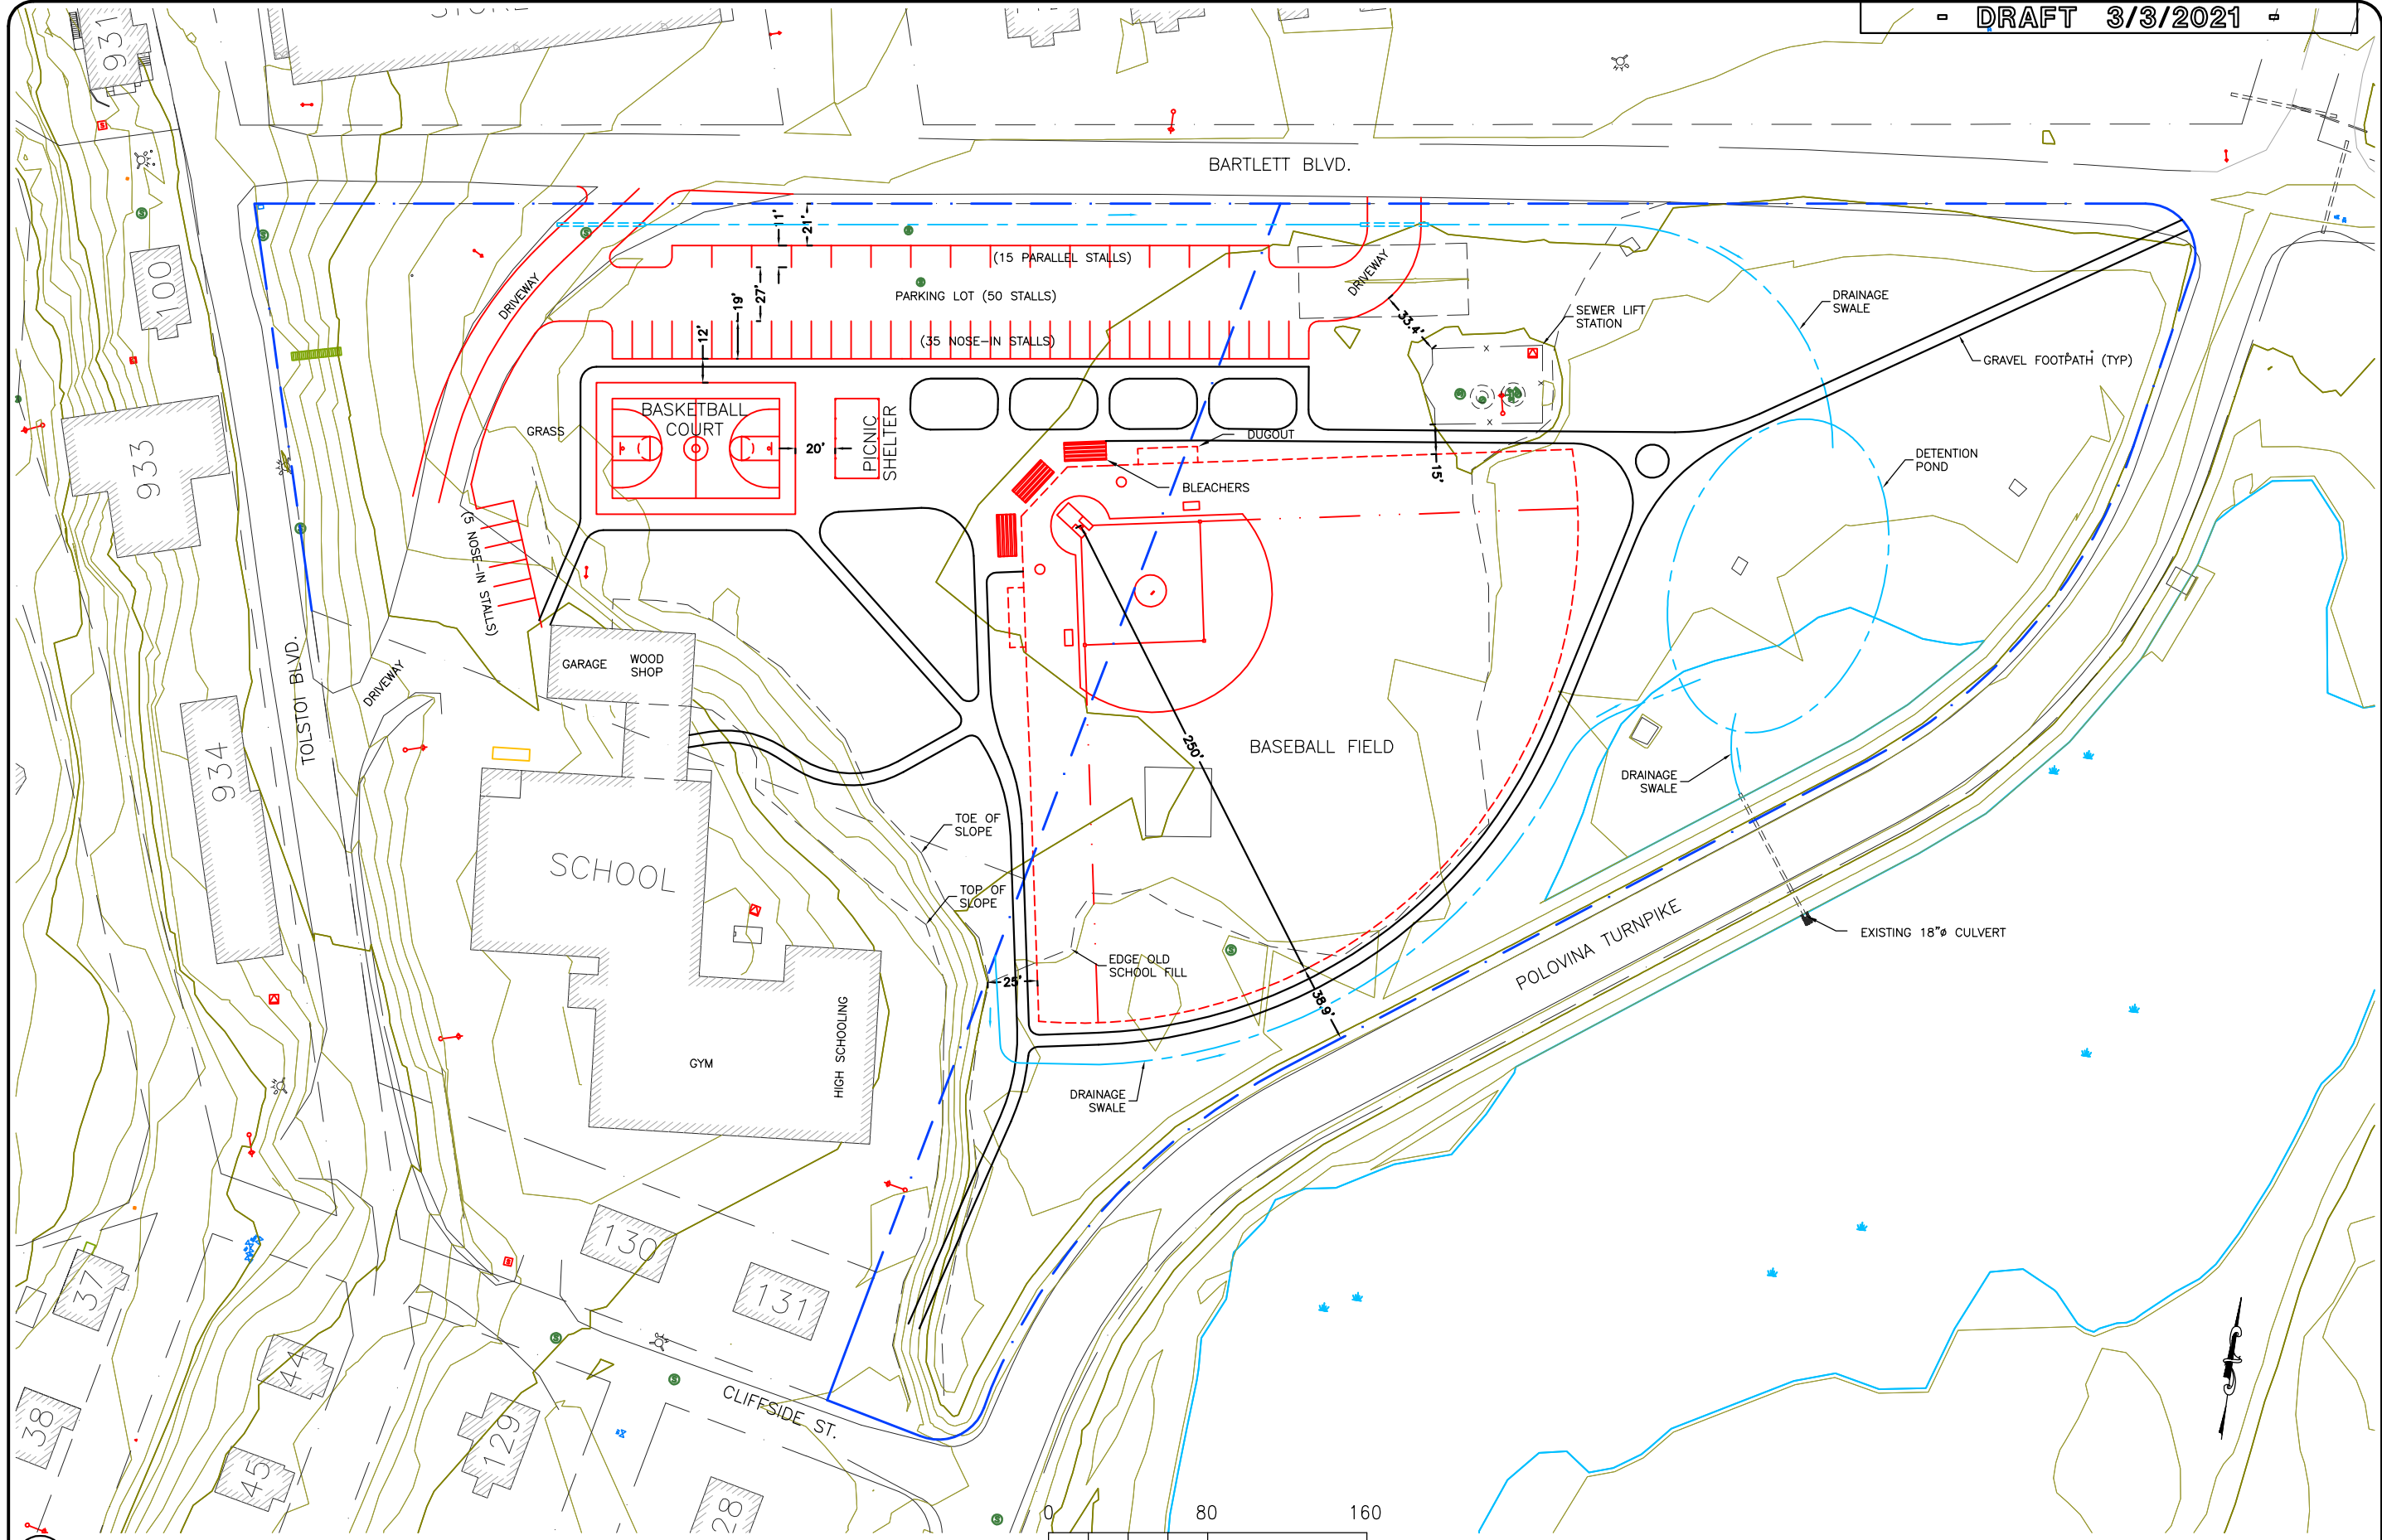 - DRAFT 3/3/2021 -
931
BARTLETT BLVD.
11'
21'
(15 PARALLEL STALLS)
DRIVEWAY
DRIVEWAY
100
PARKING LOT (50 STALLS)
27'
19'
12'
(35 NOSE-IN STALLS)
33.4'
SEWER LIFT
STATION
DRAINAGE
SWALE
GRAVEL FOOTPATH (TYP)
BASKETBALL
COURT
GRASS
20'
PICNIC
SHELTER
DUGOUT
BLEACHERS
15'
DETENTION
POND
933
(5 NOSE-IN STALLS)
GARAGE
WOOD
SHOP
DRIVEWAY
TOLSTOI BLVD.
934
250'
BASEBALL FIELD
DRAINAGE
SWALE
TOE OF
SLOPE
SCHOOL
TOP OF
SLOPE
POLOVINA TURNPIKE
EXISTING 18"ø CULVERT
EDGE OLD
SCHOOL FILL
25'
38.9'
HIGH SCHOOLING
GYM
DRAINAGE
SWALE
130
131
37
44
38
129
45
CLIFFSIDE ST.
28
0 80 160